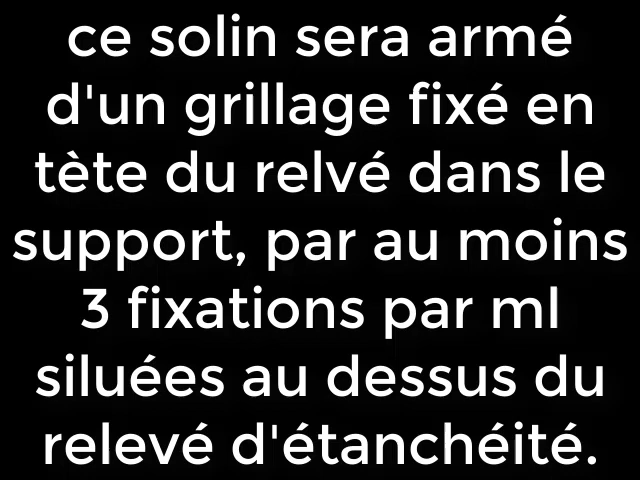 ce solin sera armé
d'un grillage fixé en
tète du relvé dans le
support, par au moins
3 fixations par ml
siluées au dessus du
relevé d'étanchéité.